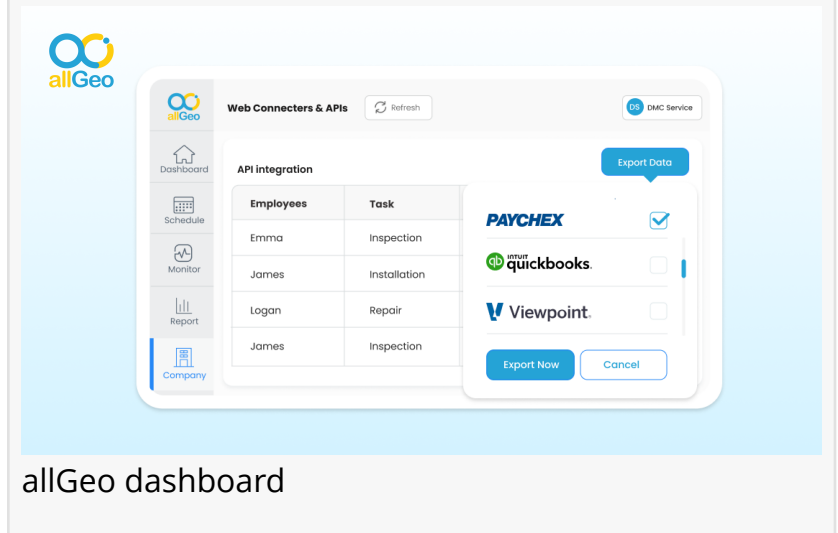 allGeo
allGeo
Web Connecters & APIs
Refresh
DS DMC Service
Dashboard
Schedule
Monitor
Report
Company
API integration
Export Data
Employees Task
Emma Inspection
James Installation
Logan Repair
James Inspection
PAYCHEX
qb INTUIT quickbooks.
Viewpoint.
Export Now Cancel
allGeo dashboard